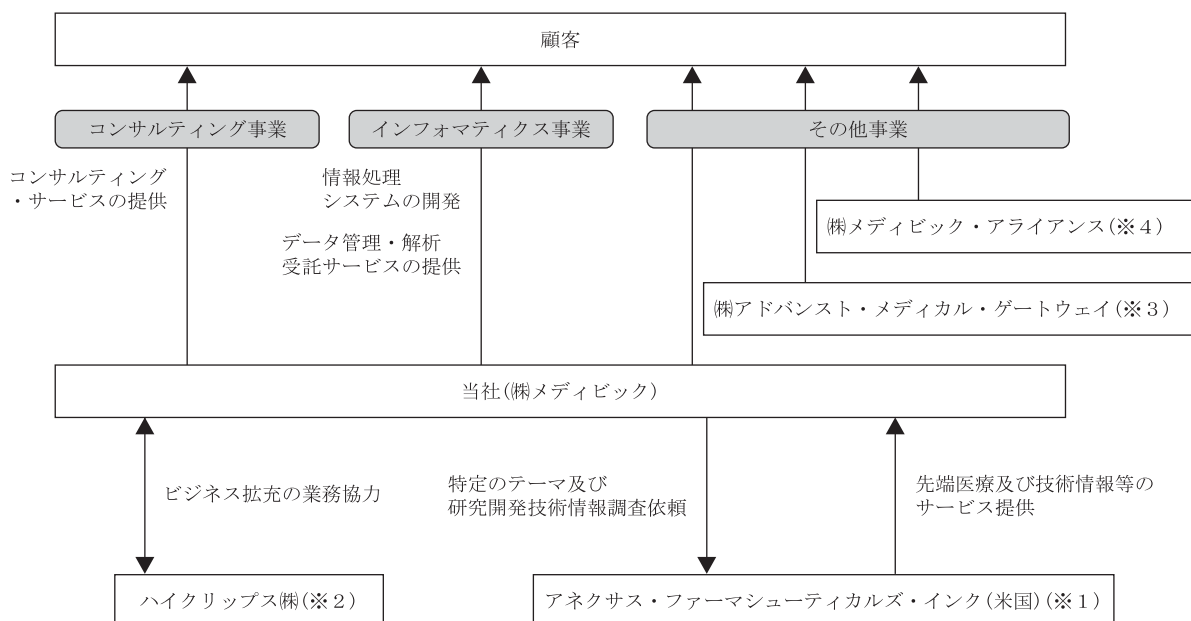 顧客
コンサルティング事業
インフォマティクス事業
その他事業
コンサルティング
・サービスの提供
情報処理
システムの開発
データ管理・解析
受託サービスの提供
㈱メディビック・アライアンス(※4)
㈱アドバンスト・メディカル・ゲートウェイ(※3)
当社(㈱メディビック)
ビジネス拡充の業務協力
特定のテーマ及び
研究開発技術情報調査依頼
先端医療及び技術情報等の
サービス提供
ハイクリップス㈱(※2)
アネクサス・ファーマシューティカルズ・インク(米国)(※1)